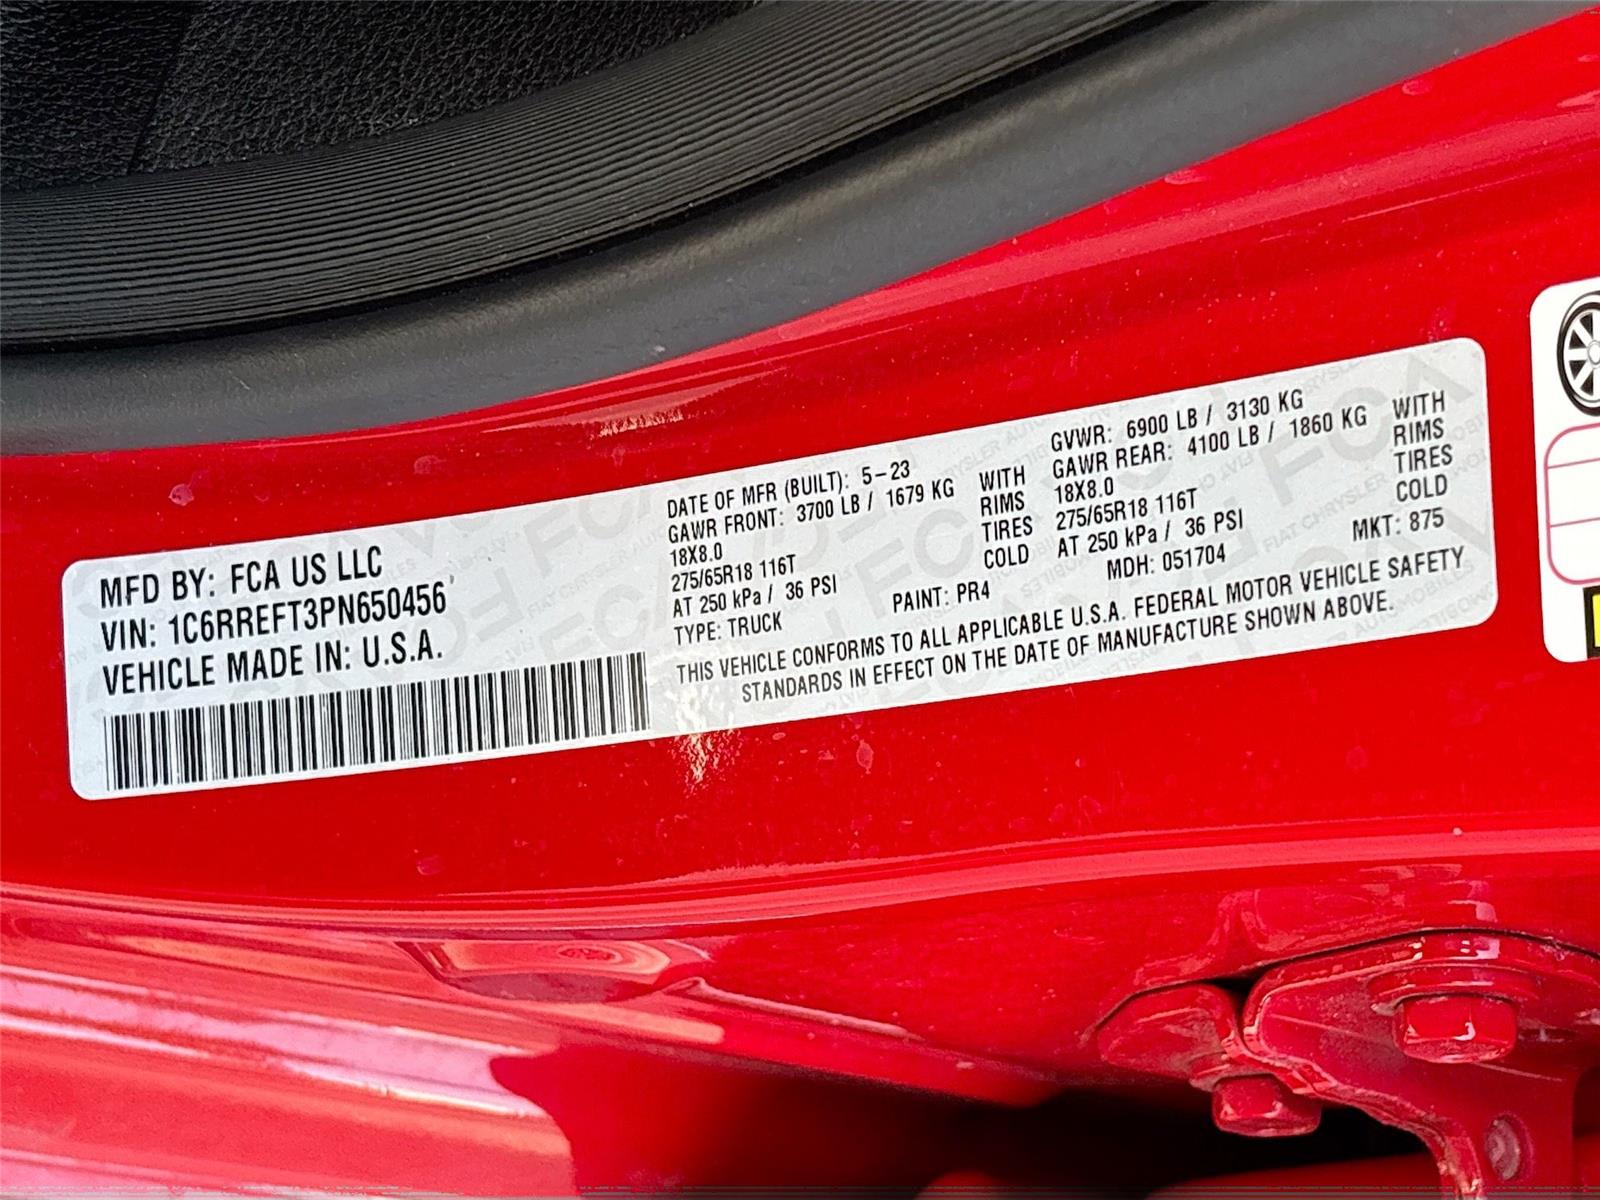 MFD BY: FCA US LLC
VIN: 1C6RREFT3PN650456
VEHICLE MADE IN: U.S.A.
DATE OF MFR (BUILT): 5-23
GAWR FRONT: 3700 LB / 1679 KG WITH
18X8.0 RIMS
275/65R18 116T TIRES
AT 250 kPa / 36 PSI COLD
TYPE: TRUCK PAINT: PR4
GVWR: 6900 LB / 3130 KG
GAWR REAR: 4100 LB / 1860 KG WITH
18X8.0 RIMS
275/65R18 116T TIRES
AT 250 kPa / 36 PSI COLD
MDH: 051704 MKT: 875
THIS VEHICLE CONFORMS TO ALL APPLICABLE U.S.A. FEDERAL MOTOR VEHICLE SAFETY
STANDARDS IN EFFECT ON THE DATE OF MANUFACTURE SHOWN ABOVE.